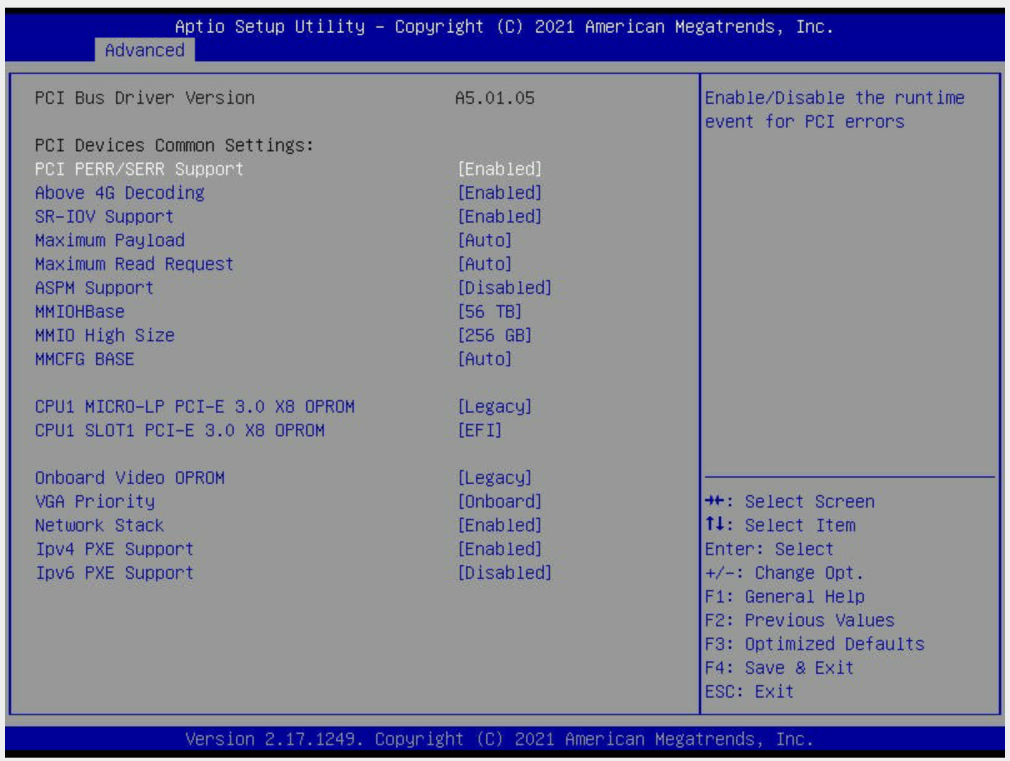 Aptio Setup Utility – Copyright (C) 2021 American Megatrends, Inc.
Advanced
PCI Bus Driver Version A5.01.05
PCI Devices Common Settings:
PCI PERR/SERR Support [Enabled]
Above 4G Decoding [Enabled]
SR-IOV Support [Enabled]
Maximum Payload [Auto]
Maximum Read Request [Auto]
ASPM Support [Disabled]
MMIOHBase [56 TB]
MMIO High Size [256 GB]
MMCFG BASE [Auto]
CPU1 MICRO-LP PCI-E 3.0 X8 OPROM [Legacy]
CPU1 SLOT1 PCI-E 3.0 X8 OPROM [EFI]
Onboard Video OPROM [Legacy]
VGA Priority [Onboard]
Network Stack [Enabled]
Ipv4 PXE Support [Enabled]
Ipv6 PXE Support [Disabled]
Enable/Disable the runtime
event for PCI errors
→←: Select Screen
↑↓: Select Item
Enter: Select
+/-: Change Opt.
F1: General Help
F2: Previous Values
F3: Optimized Defaults
F4: Save & Exit
ESC: Exit
Version 2.17.1249. Copyright (C) 2021 American Megatrends, Inc.